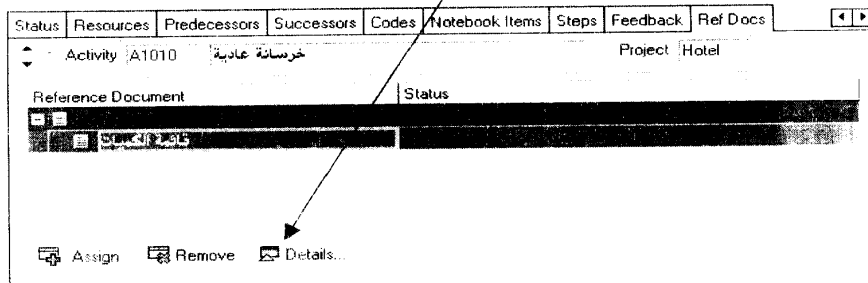 Status Resources Predecessors Successors Codes Notebook Items Steps Feedback Ref Docs
Activity A1010 خرسانة عادية Project Hotel
Reference Document Status
قائمة الكميات
Assign Remove Details...